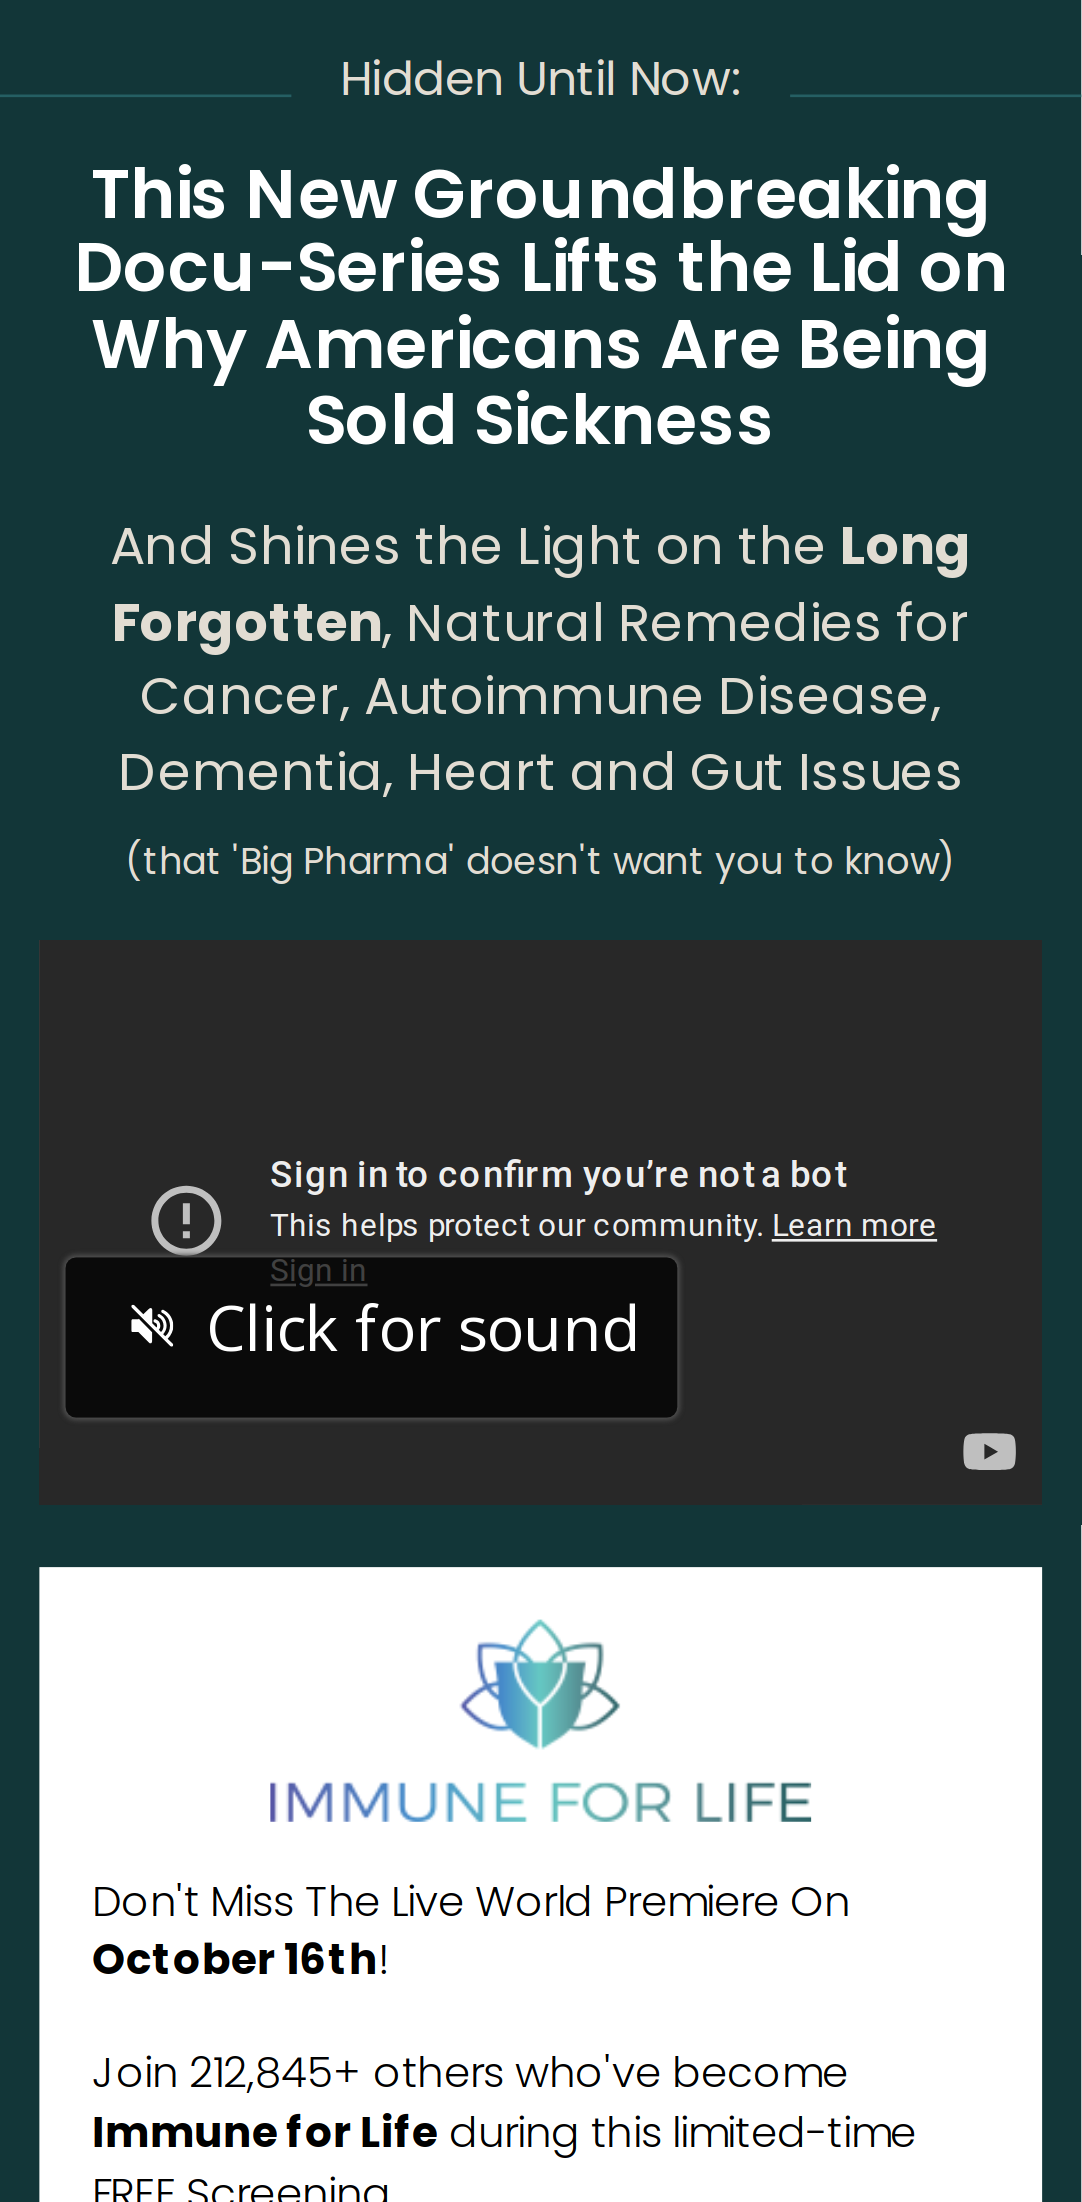 Hidden Until Now:
This New Groundbreaking
Docu-Series Lifts the Lid on
Why Americans Are Being
Sold Sickness
And Shines the Light on the Long
Forgotten, Natural Remedies for
Cancer, Autoimmune Disease,
Dementia, Heart and Gut Issues
(that 'Big Pharma' doesn't want you to know)
Sign in to confirm you’re not a bot
This helps protect our community. Learn more
Sign in
Click for sound
IMMUNE FOR LIFE
Don't Miss The Live World Premiere On
October 16th!
Join 212,845+ others who've become
Immune for Life during this limited-time
FREE Screening